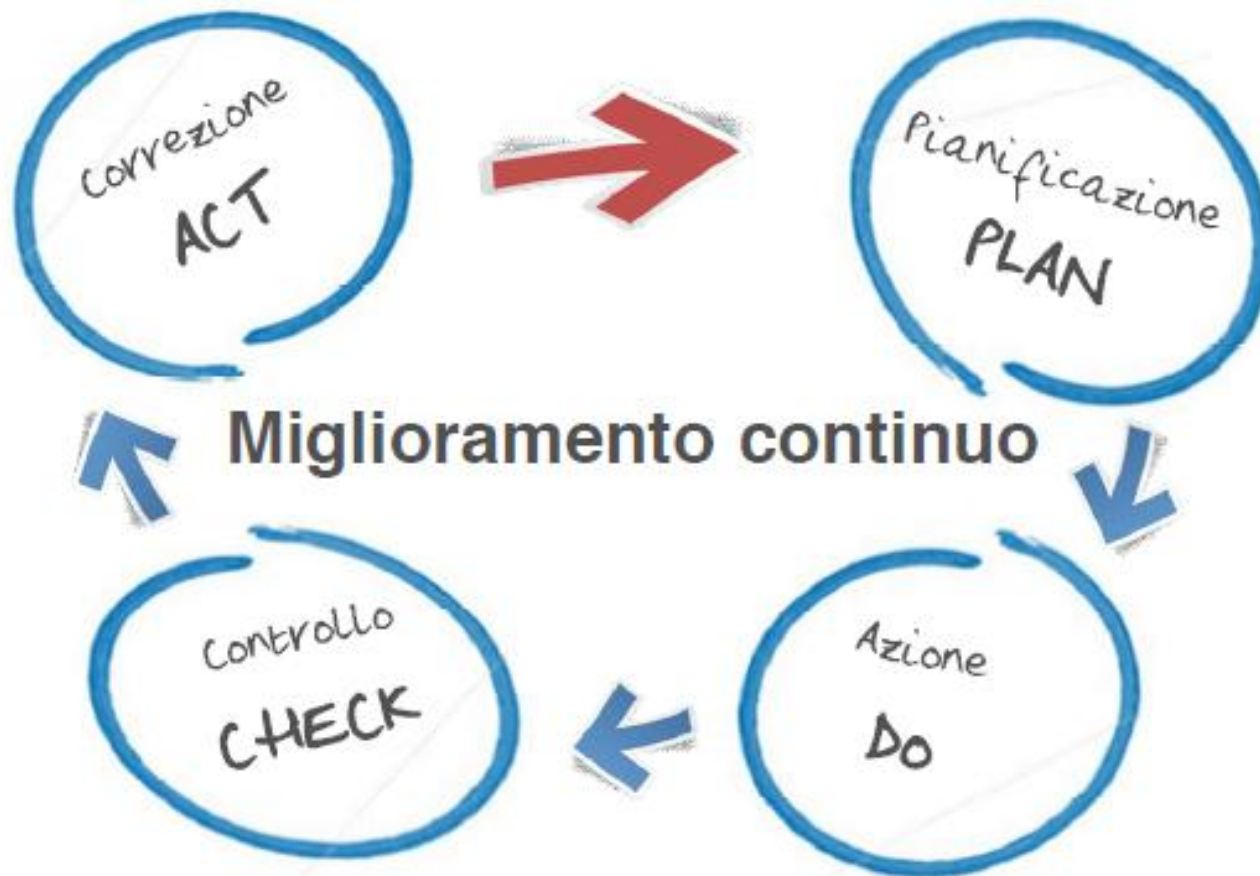 Correzione
ACT
Pianificazione
PLAN
Miglioramento continuo
Controllo
CHECK
Azione
Do